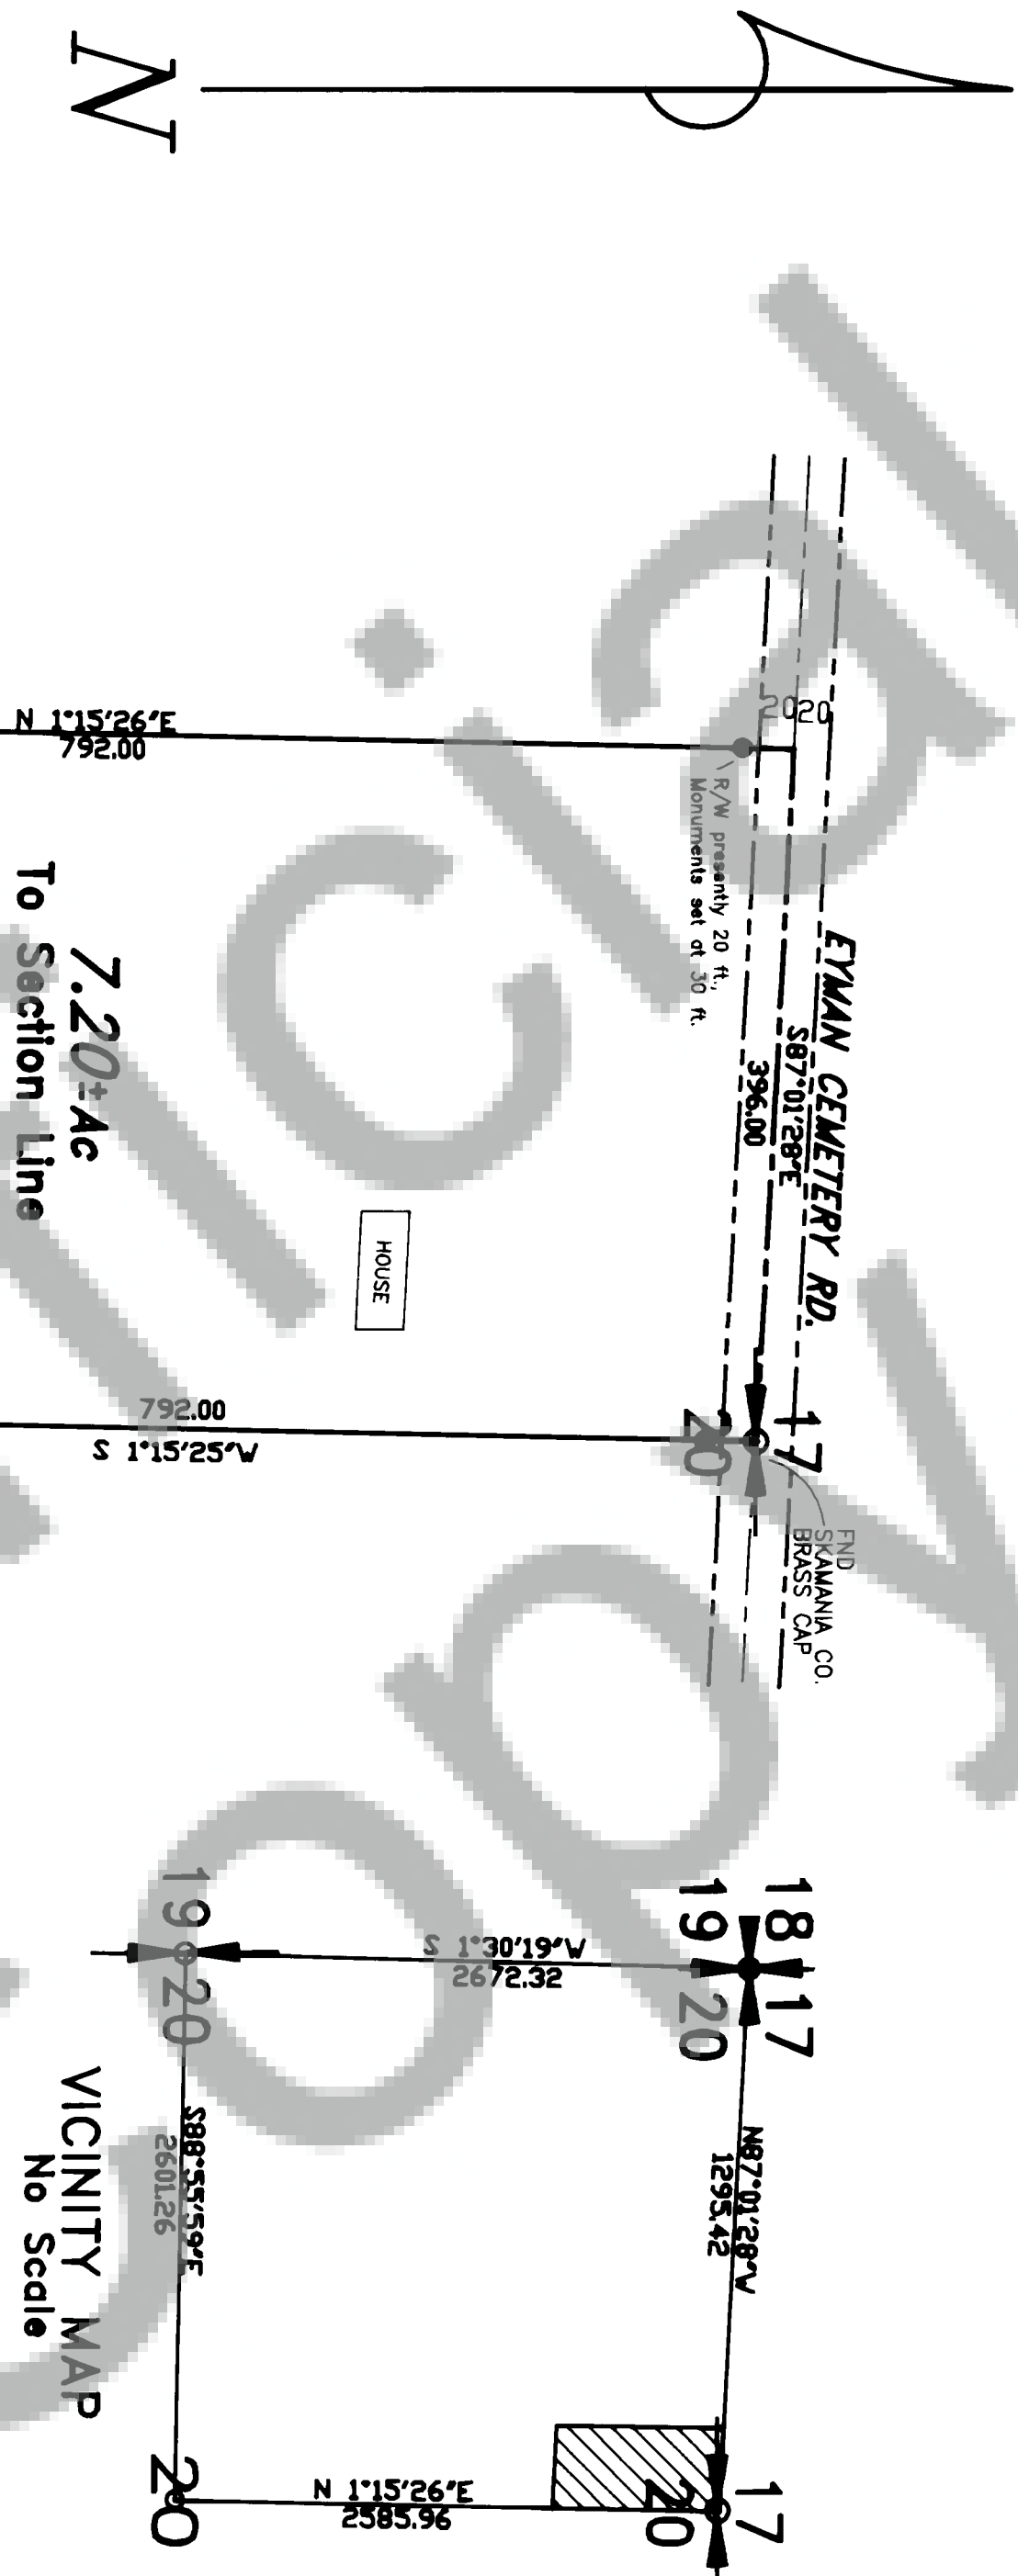 N
20
20
EYMAN CEMETERY RD.
S87°01'28"E
396.00
R/W presently 20 ft.,
Monuments set at 30 ft.
N 1°15'26"E
792.00
7.20±Ac
To Section Line
HOUSE
792.00
S 1°15'25"W
17
20
FND
SKAMANIA CO.
BRASS CAP
18 17
19 20
N87°01'28"W
1295.42
S 1°30'19"W
2672.32
19 20
S88°55'59"E
2601.26
17
20
N 1°15'26"E
2585.96
20
VICINITY MAP
No Scale